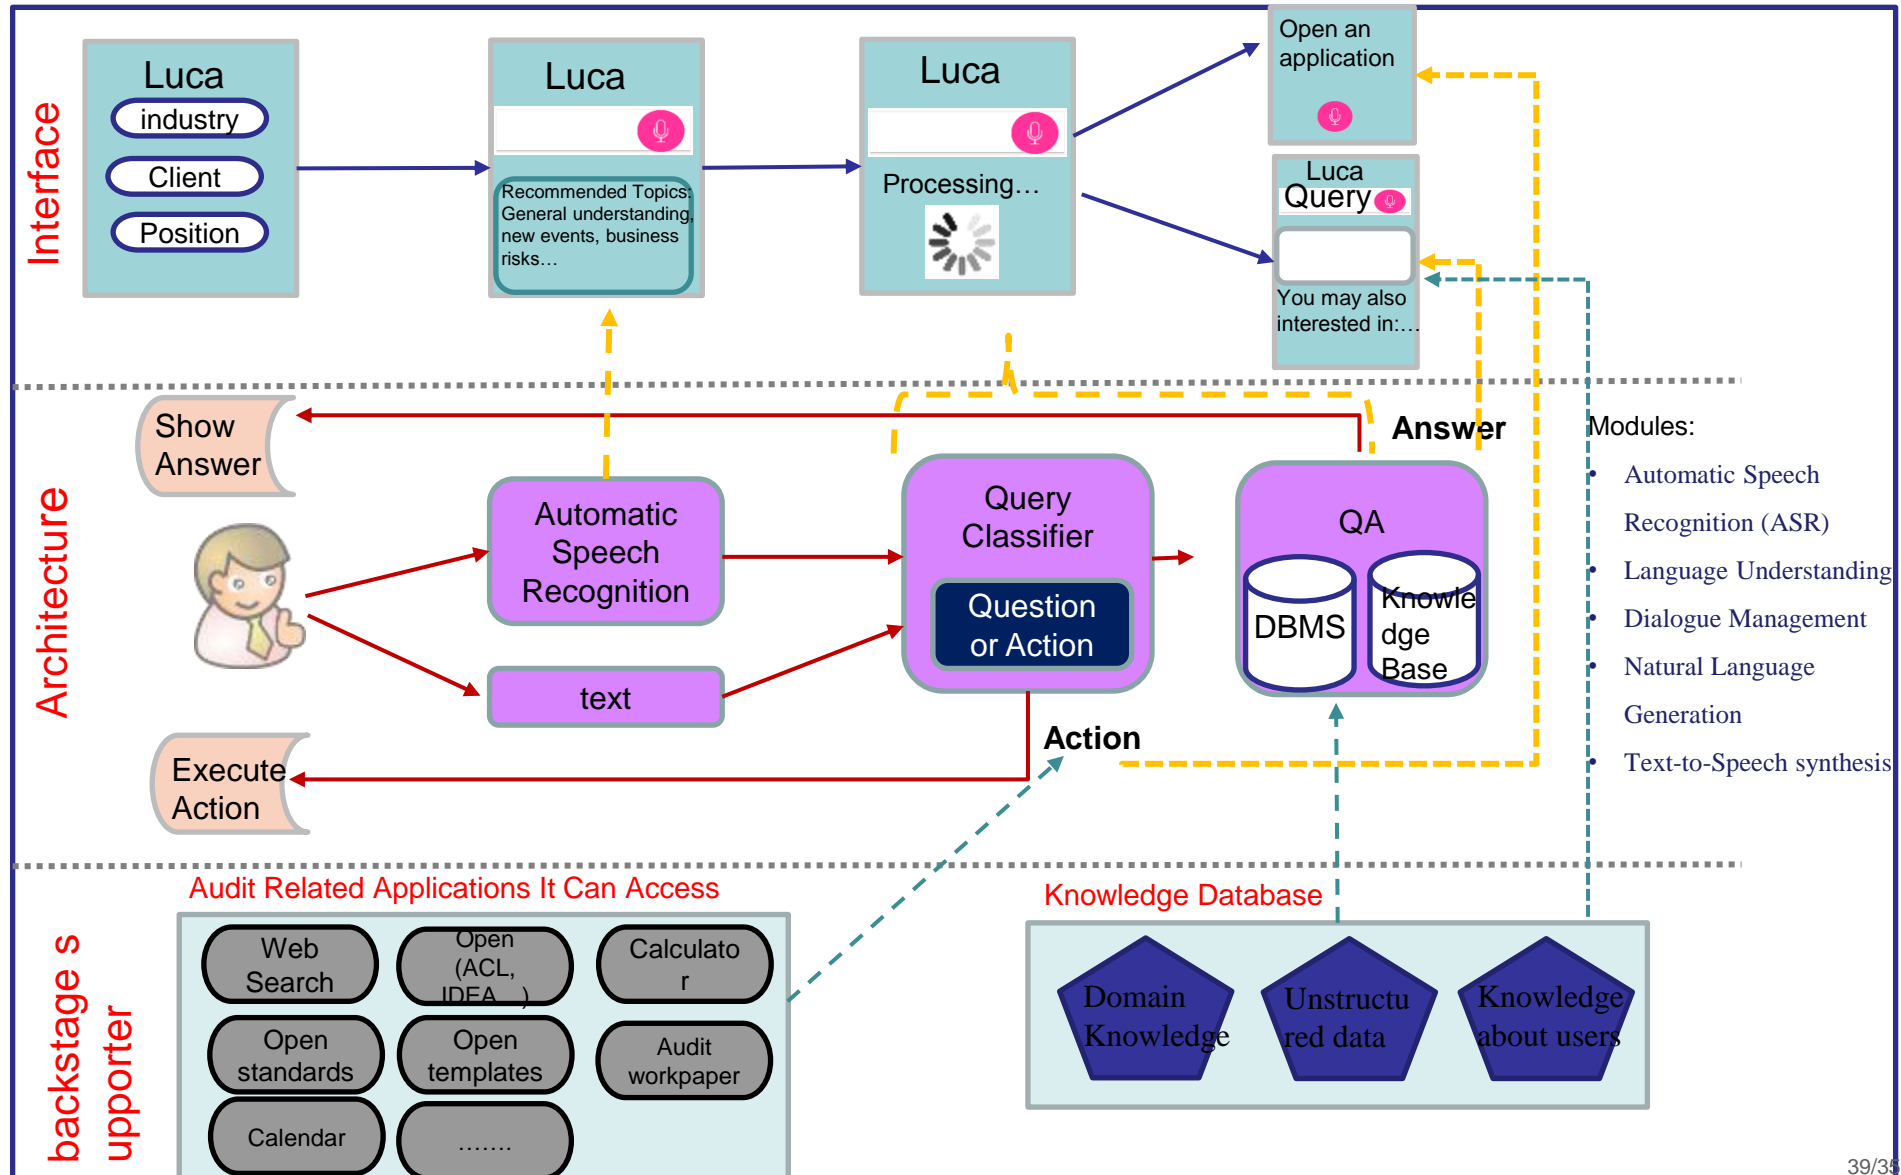 Interface
Luca
industry
Client
Position
Luca
Recommended Topics:
General understanding,
new events, business
risks…
Luca
Processing…
Open an
application
Luca
Query
You may also
interested in:…
Architecture
Show
Answer
Automatic
Speech
Recognition
text
Query
Classifier
Question
or Action
Answer
QA
DBMS
Knowle
dge
Base
Action
Execute
Action
Modules:
• Automatic Speech
Recognition (ASR)
• Language Understanding
• Dialogue Management
• Natural Language
Generation
• Text-to-Speech synthesis
backstage s
upporter
Audit Related Applications It Can Access
Web
Search
Open
(ACL,
IDEA…)
Calculato
r
Open
standards
Open
templates
Audit
workpaper
Calendar
…….
Knowledge Database
Domain
Knowledge
Unstructu
red data
Knowledge
about users
39/35